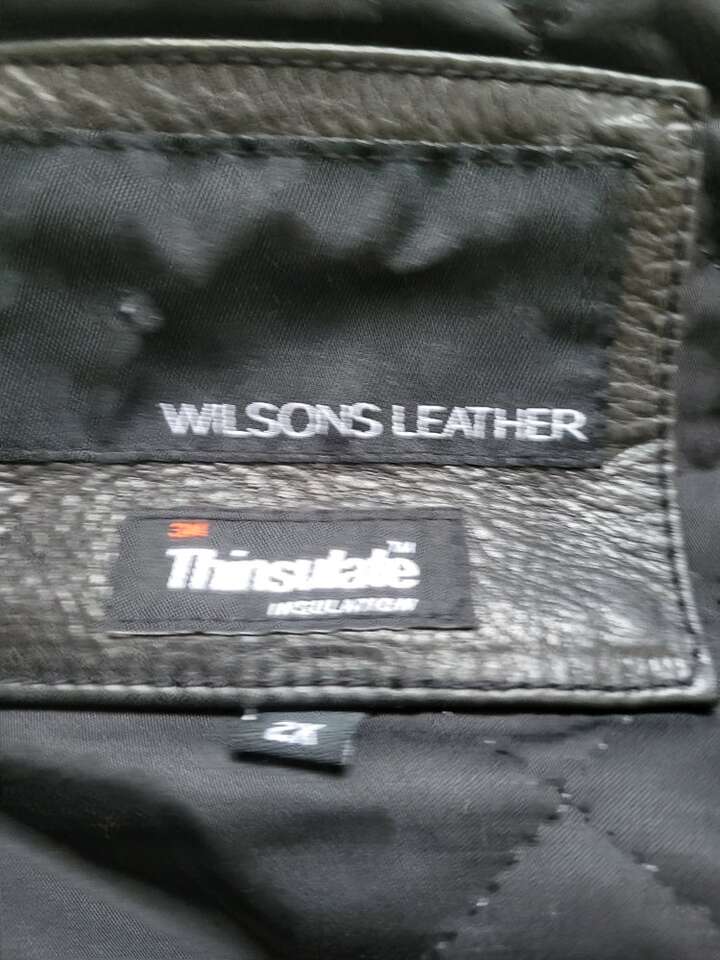 WILSONS LEATHER
3M
Thinsulate™
INSULATION
2X